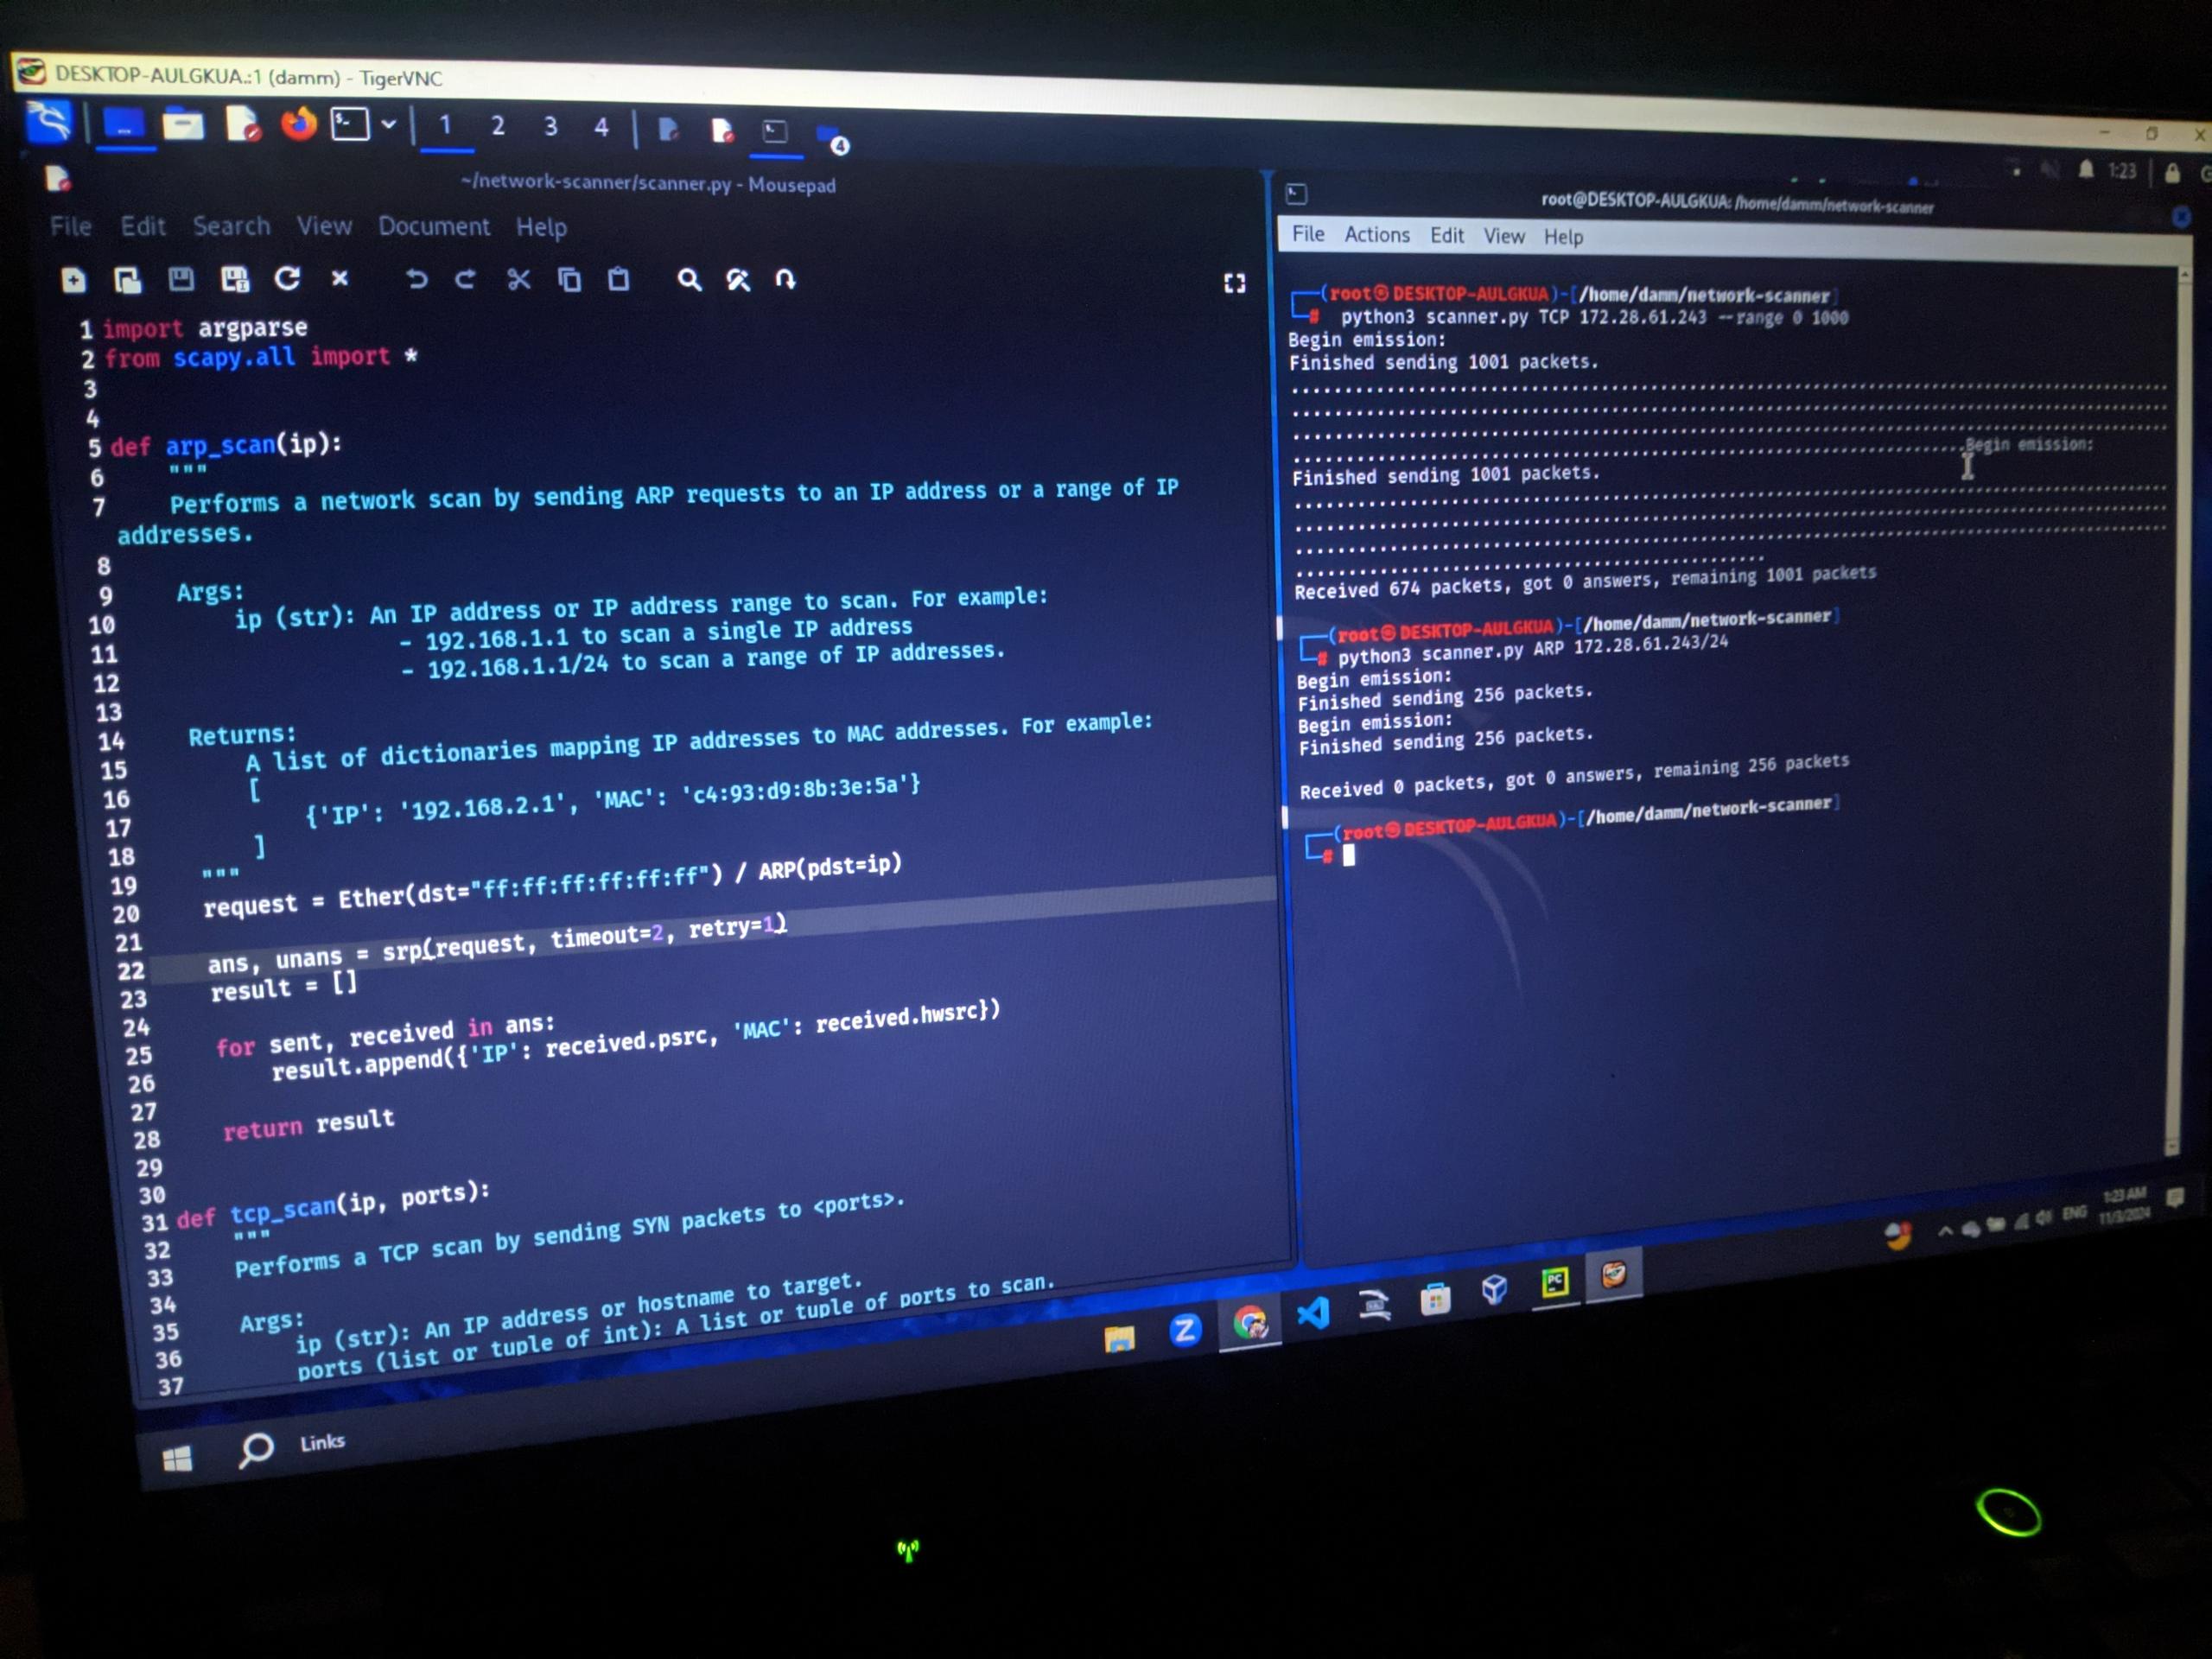 DESKTOP-AULGKUA.:1 (damm) - TigerVNC
1 2 3 4
4
1:23
~/network-scanner/scanner.py - Mousepad
File Edit Search View Document Help
1 import argparse
2 from scapy.all import *
3
4
5 def arp_scan(ip):
6 """
7 Performs a network scan by sending ARP requests to an IP address or a range of IP
addresses.
8
9 Args:
10 ip (str): An IP address or IP address range to scan. For example:
11 - 192.168.1.1 to scan a single IP address
12 - 192.168.1.1/24 to scan a range of IP addresses.
13
14 Returns:
15 A list of dictionaries mapping IP addresses to MAC addresses. For example:
16 [
17 {'IP': '192.168.2.1', 'MAC': 'c4:93:d9:8b:3e:5a'}
18 ]
19 """
20 request = Ether(dst="ff:ff:ff:ff:ff:ff") / ARP(pdst=ip)
21
22 ans, unans = srp(request, timeout=2, retry=1)
23 result = []
24
25 for sent, received in ans:
26 result.append({'IP': received.psrc, 'MAC': received.hwsrc})
27
28 return result
29
30
31 def tcp_scan(ip, ports):
32 """
33 Performs a TCP scan by sending SYN packets to <ports>.
34
35 Args:
36 ip (str): An IP address or hostname to target.
37 ports (list or tuple of int): A list or tuple of ports to scan.
root@DESKTOP-AULGKUA: /home/damm/network-scanner
File Actions Edit View Help
(root㉿DESKTOP-AULGKUA)-[/home/damm/network-scanner]
# python3 scanner.py TCP 172.28.61.243 --range 0 1000
Begin emission:
Finished sending 1001 packets.
Begin emission:
Finished sending 1001 packets.
Received 674 packets, got 0 answers, remaining 1001 packets
(root㉿DESKTOP-AULGKUA)-[/home/damm/network-scanner]
# python3 scanner.py ARP 172.28.61.243/24
Begin emission:
Finished sending 256 packets.
Begin emission:
Finished sending 256 packets.
Received 0 packets, got 0 answers, remaining 256 packets
(root㉿DESKTOP-AULGKUA)-[/home/damm/network-scanner]
#
Links
Z
PC
ENG
1:23 AM
11/3/2024